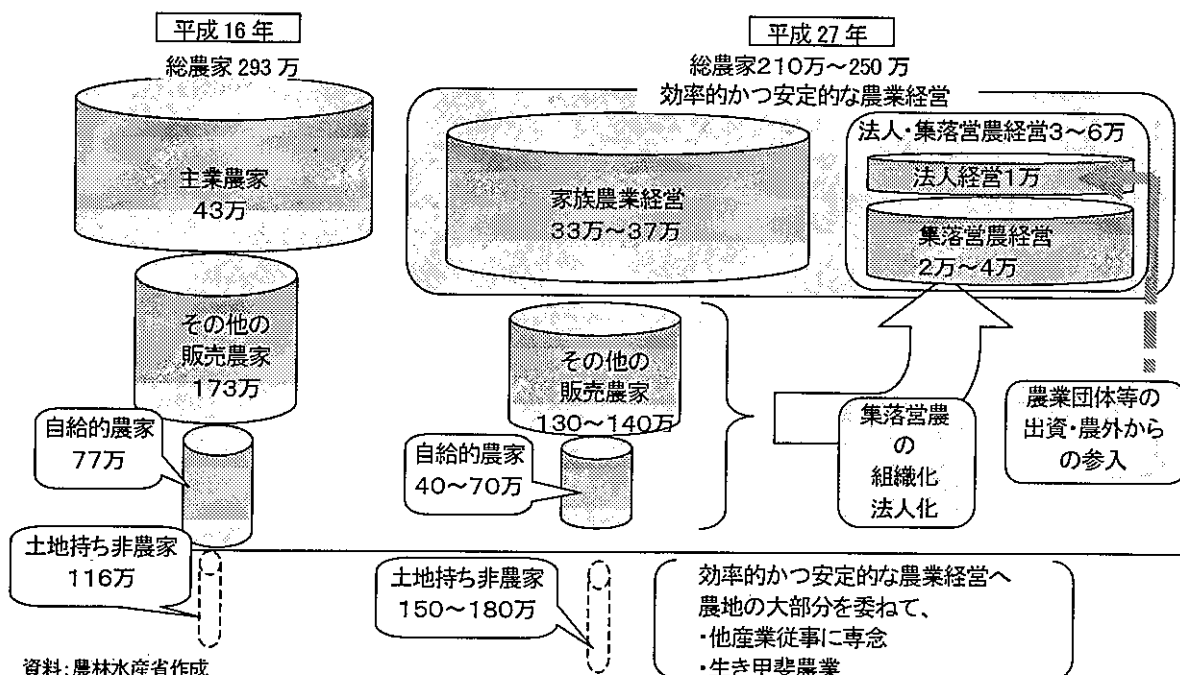 平成16年
総農家293万
主業農家
43万
その他の
販売農家
173万
自給的農家
77万
土地持ち非農家
116万
資料:農林水産省作成
平成27年
総農家210万~250万
効率的かつ安定的な農業経営
家族農業経営
33万~37万
法人・集落営農経営3~6万
法人経営1万
集落営農経営
2万~4万
その他の
販売農家
130~140万
自給的農家
40~70万
集落営農
の
組織化
法人化
農業団体等の
出資・農外から
の参入
土地持ち非農家
150~180万
効率的かつ安定的な農業経営へ
農地の大部分を委ねて、
・他産業従事に専念
・生き甲斐農業